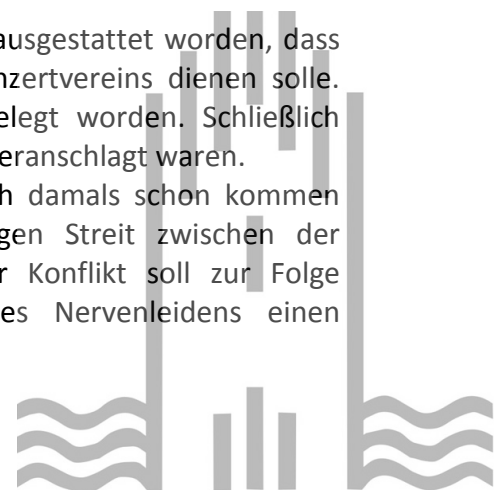 ausgestattet worden, dass
nzertvereins dienen solle.
elegt worden. Schließlich
eranschlagt waren.
h damals schon kommen
gen Streit zwischen der
r Konflikt soll zur Folge
es Nervenleidens einen